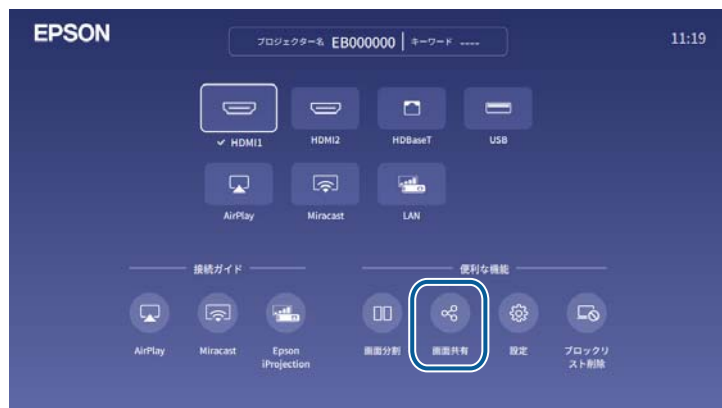 EPSON
プロジェクター名 EB000000 | キーワード ----
11:19
HDMI1
HDMI2
HDBaseT
USB
AirPlay
Miracast
LAN
接続ガイド
便利な機能
AirPlay
Miracast
Epson
iProjection
画面分割
画面共有
設定
ブロックリ
スト削除